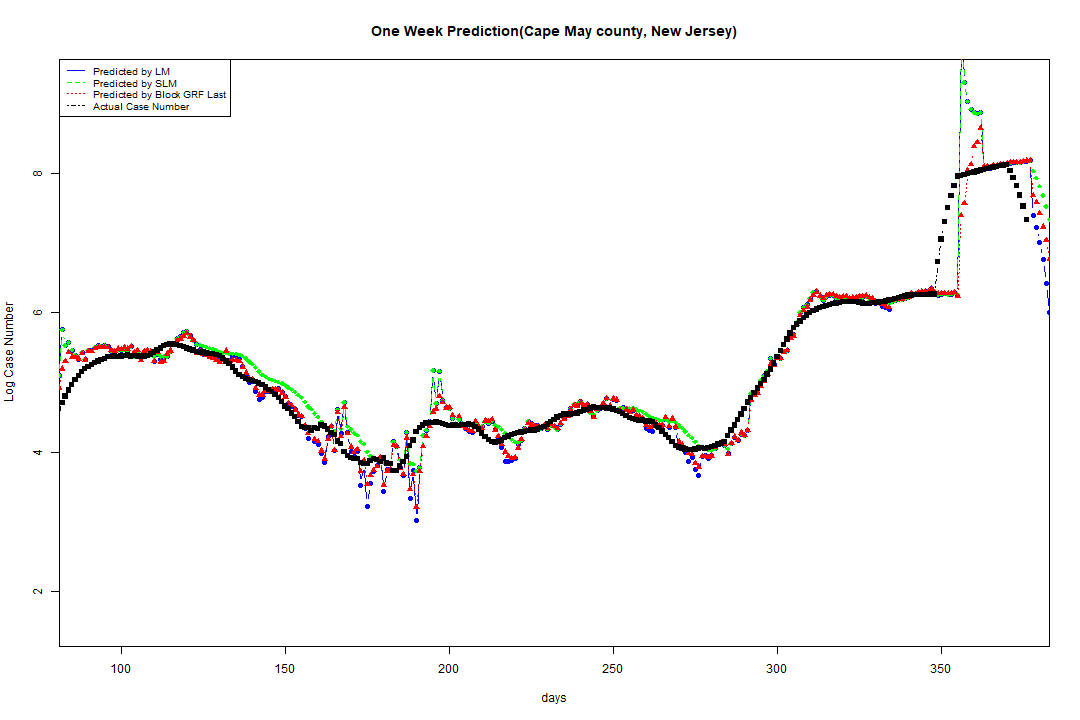 One Week Prediction(Cape May county, New Jersey)
Predicted by LM
Predicted by SLM
Predicted by Block GRF Last
Actual Case Number
Log Case Number
8
6
4
2
100 150 200 250 300 350
days